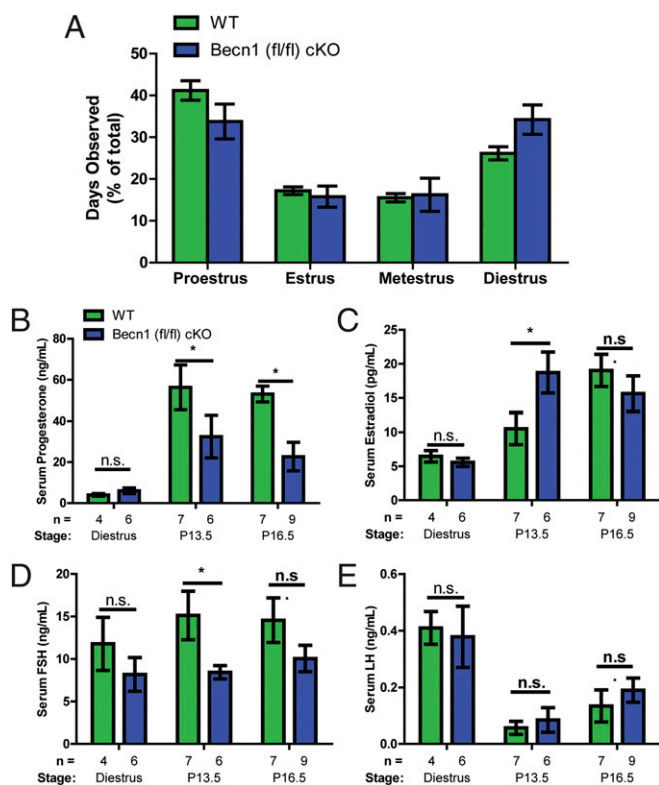 A
WT
Becn1 (fl/fl) cKO
Days Observed
(% of total)
50
40
30
20
10
0
Proestrus
Estrus
Metestrus
Diestrus
B
WT
Becn1 (fl/fl) cKO
Serum Progesterone (ng/mL)
80
60
40
20
0
n.s.
*
*
n =
4
6
7
6
7
9
Stage:
Diestrus
P13.5
P16.5
C
Serum Estradiol (pg/mL)
25
20
15
10
5
0
n.s.
*
n.s
.
n =
4
6
7
6
7
9
Stage:
Diestrus
P13.5
P16.5
D
Serum FSH (ng/mL)
20
15
10
5
0
n.s.
*
n.s
.
n =
4
6
7
6
7
9
Stage:
Diestrus
P13.5
P16.5
E
Serum LH (ng/mL)
0.6
0.4
0.2
0.0
n.s.
n.s.
n.s
.
n =
4
6
7
6
7
9
Stage:
Diestrus
P13.5
P16.5